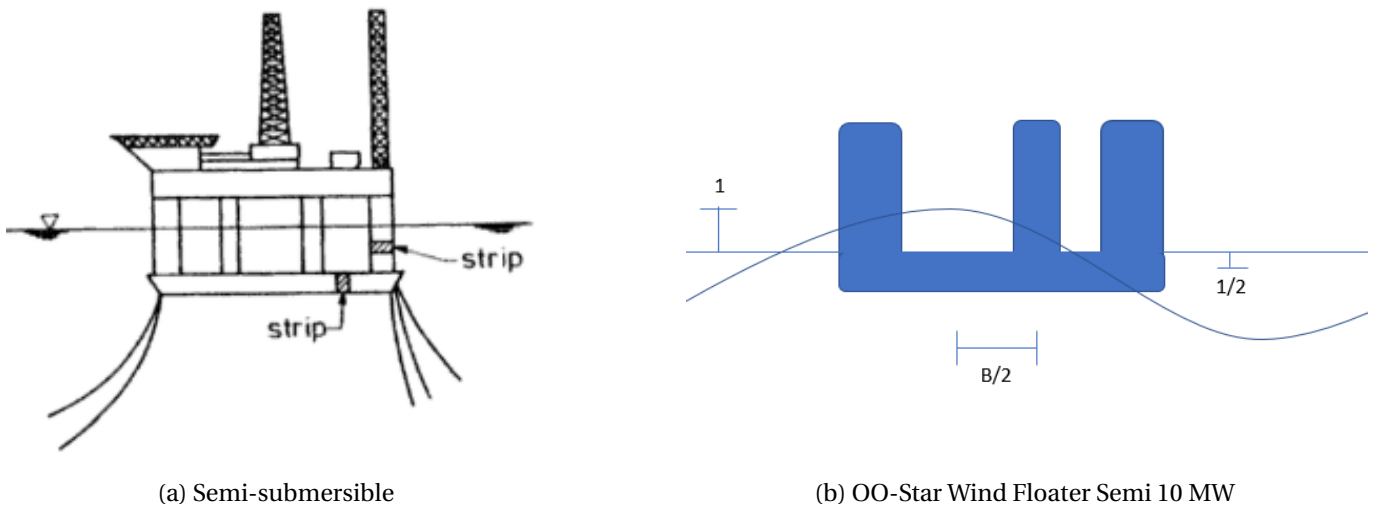 strip
strip
(a) Semi-submersible
1
1/2
B/2
(b) OO-Star Wind Floater Semi 10 MW